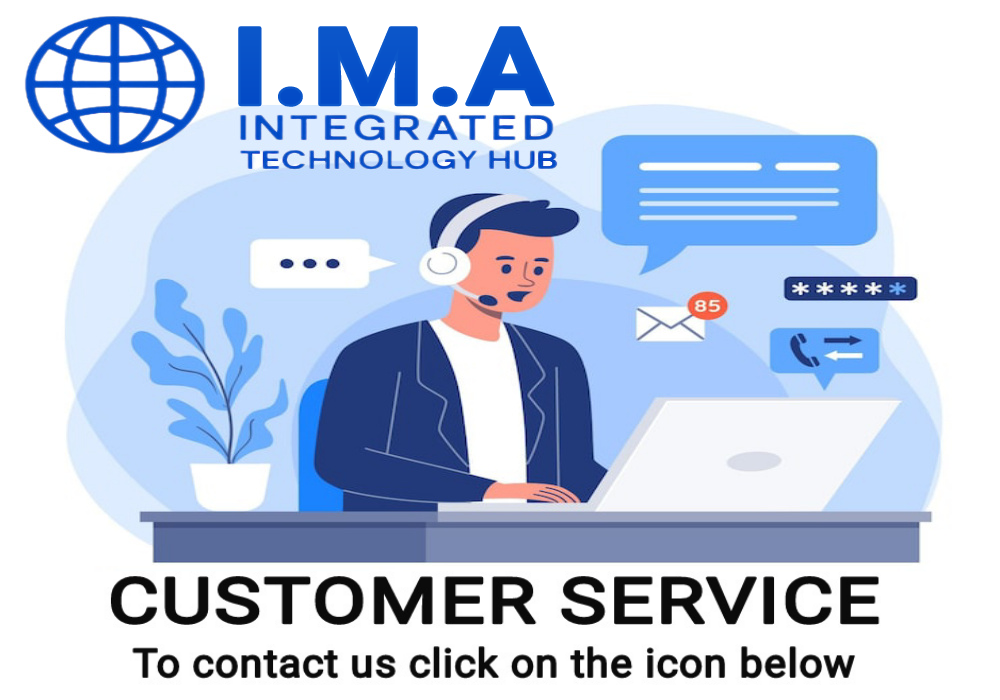 I.M.A
INTEGRATED
TECHNOLOGY HUB
85
*****
CUSTOMER SERVICE
To contact us click on the icon below